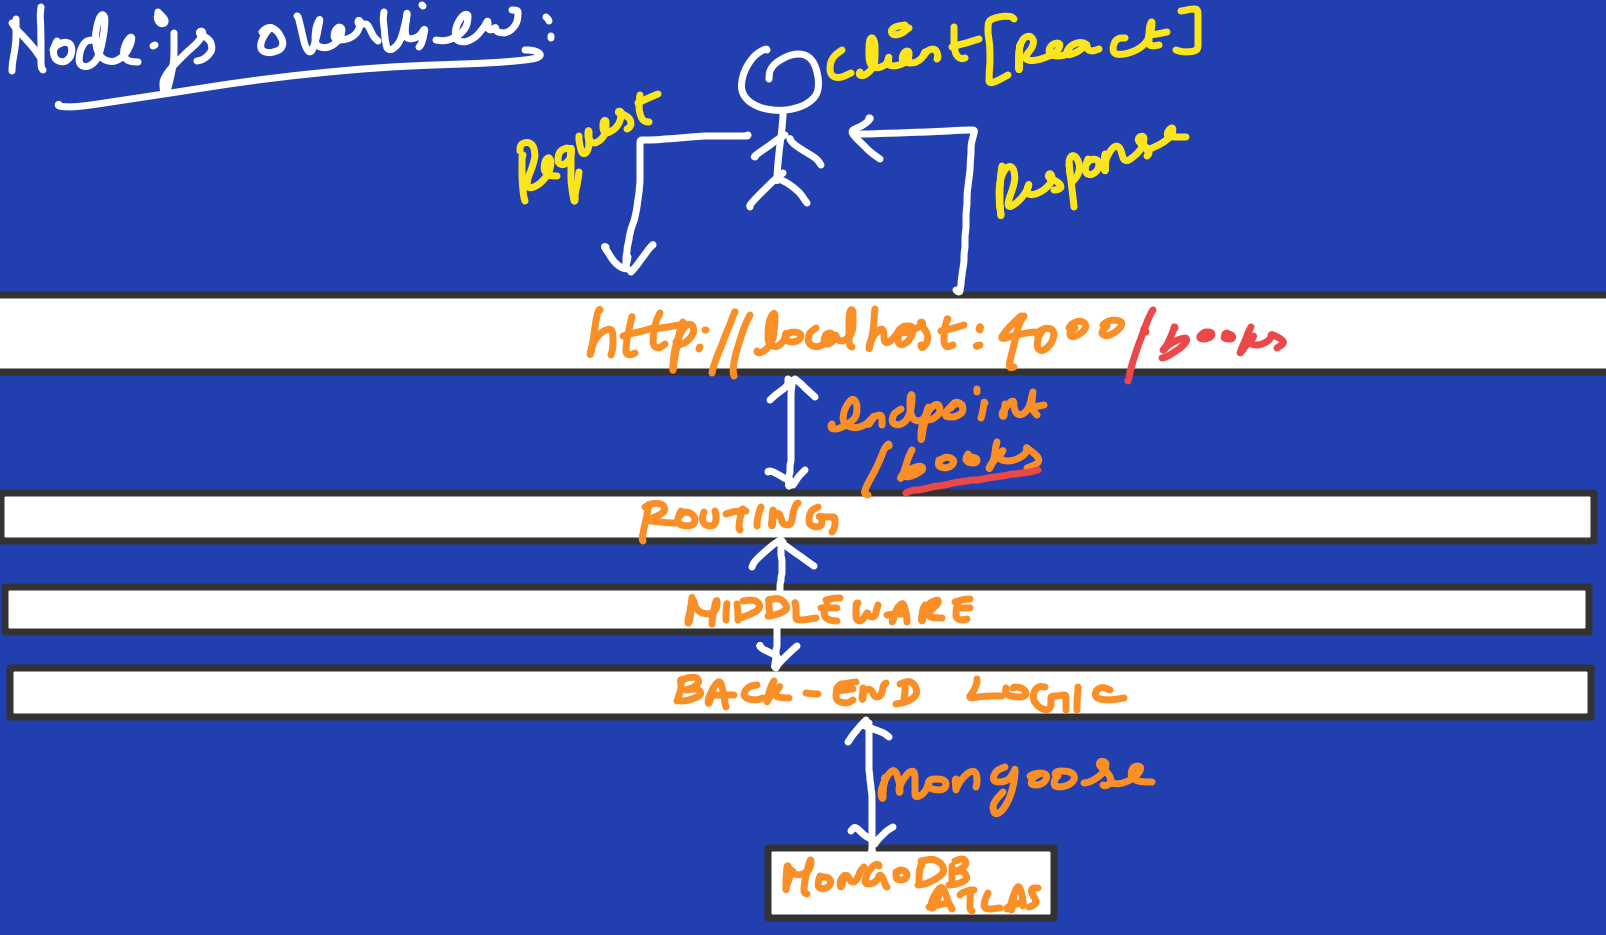 Node.js overview:
Client[React]
Request
Response
http://localhost:4000/books
endpoint
/books
ROUTING
MIDDLEWARE
BACK-END LOGIC
Mongoose
MONGODB
ATLAS